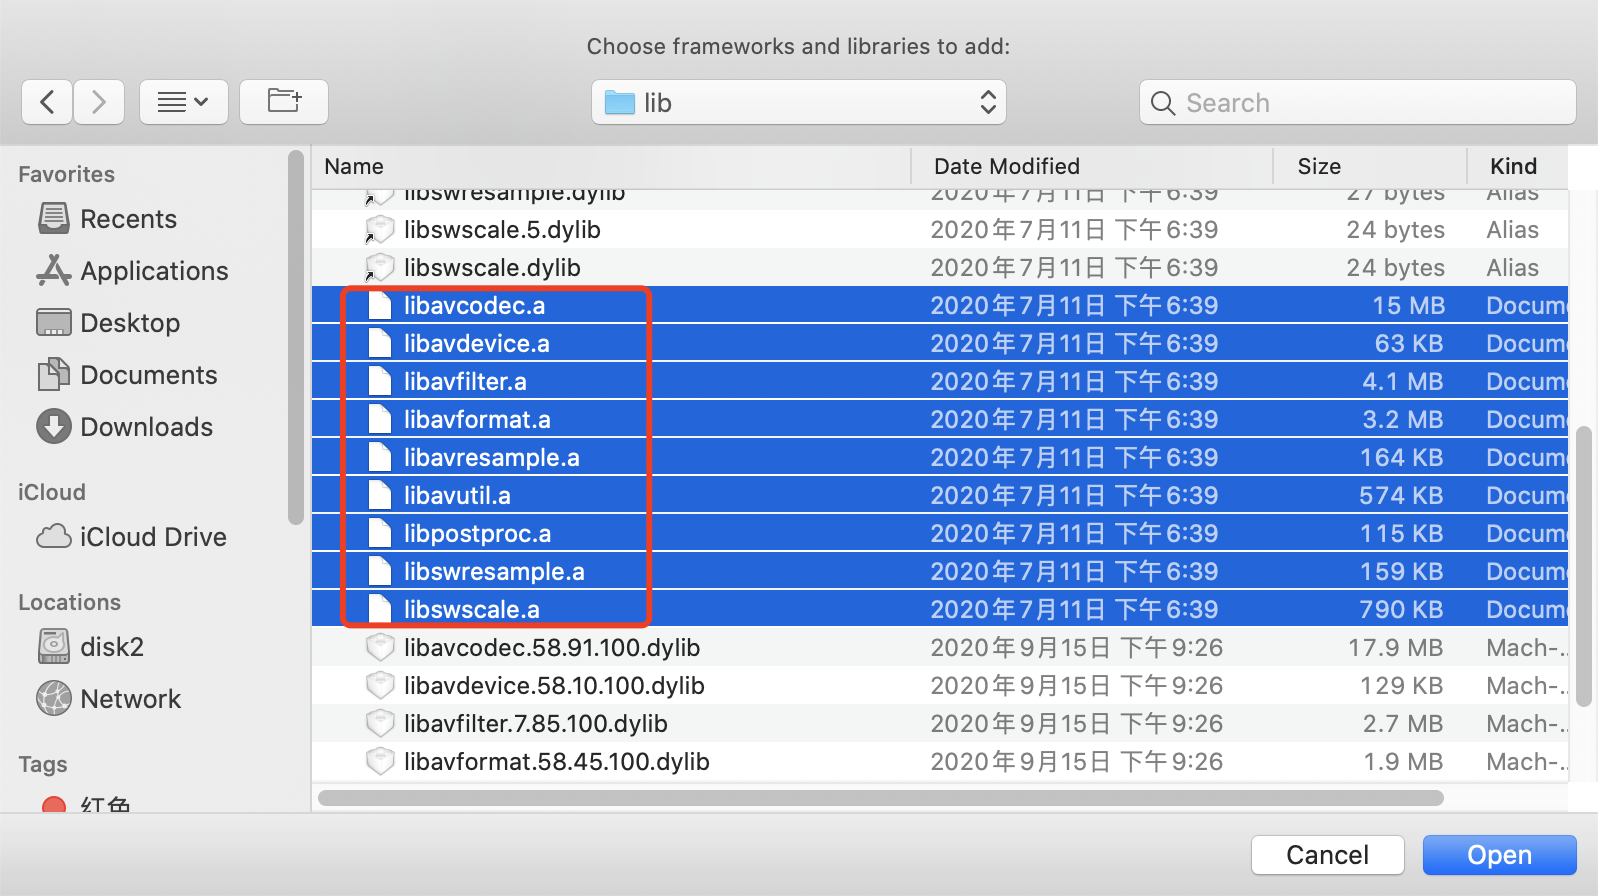 Choose frameworks and libraries to add:
lib
Search
Favorites
Recents
Applications
Desktop
Documents
Downloads
iCloud
iCloud Drive
Locations
disk2
Network
Tags
红色
Name Date Modified Size Kind
libswresample.dylib 2020年7月11日 下午6:39 27 bytes Alias
libswscale.5.dylib 2020年7月11日 下午6:39 24 bytes Alias
libswscale.dylib 2020年7月11日 下午6:39 24 bytes Alias
libavcodec.a 2020年7月11日 下午6:39 15 MB Docum
libavdevice.a 2020年7月11日 下午6:39 63 KB Docum
libavfilter.a 2020年7月11日 下午6:39 4.1 MB Docum
libavformat.a 2020年7月11日 下午6:39 3.2 MB Docum
libavresample.a 2020年7月11日 下午6:39 164 KB Docum
libavutil.a 2020年7月11日 下午6:39 574 KB Docum
libpostproc.a 2020年7月11日 下午6:39 115 KB Docum
libswresample.a 2020年7月11日 下午6:39 159 KB Docum
libswscale.a 2020年7月11日 下午6:39 790 KB Docum
libavcodec.58.91.100.dylib 2020年9月15日 下午9:26 17.9 MB Mach-..
libavdevice.58.10.100.dylib 2020年9月15日 下午9:26 129 KB Mach-..
libavfilter.7.85.100.dylib 2020年9月15日 下午9:26 2.7 MB Mach-..
libavformat.58.45.100.dylib 2020年9月15日 下午9:26 1.9 MB Mach-..
Cancel Open